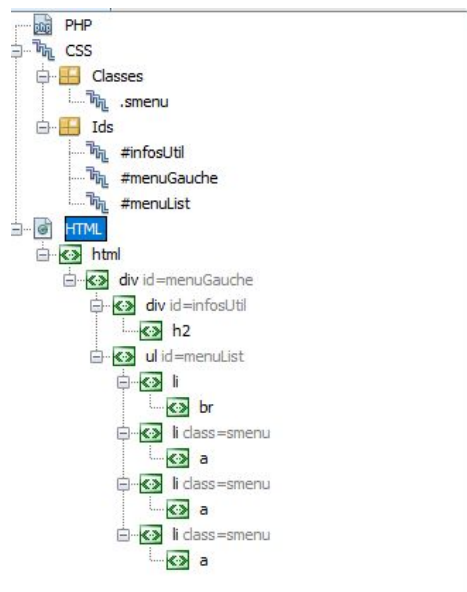 PHP
CSS
Classes
.smenu
Ids
#infosUtil
#menuGauche
#menuList
HTML
html
div id=menuGauche
div id=infosUtil
h2
ul id=menuList
li
br
li class=smenu
a
li class=smenu
a
li class=smenu
a